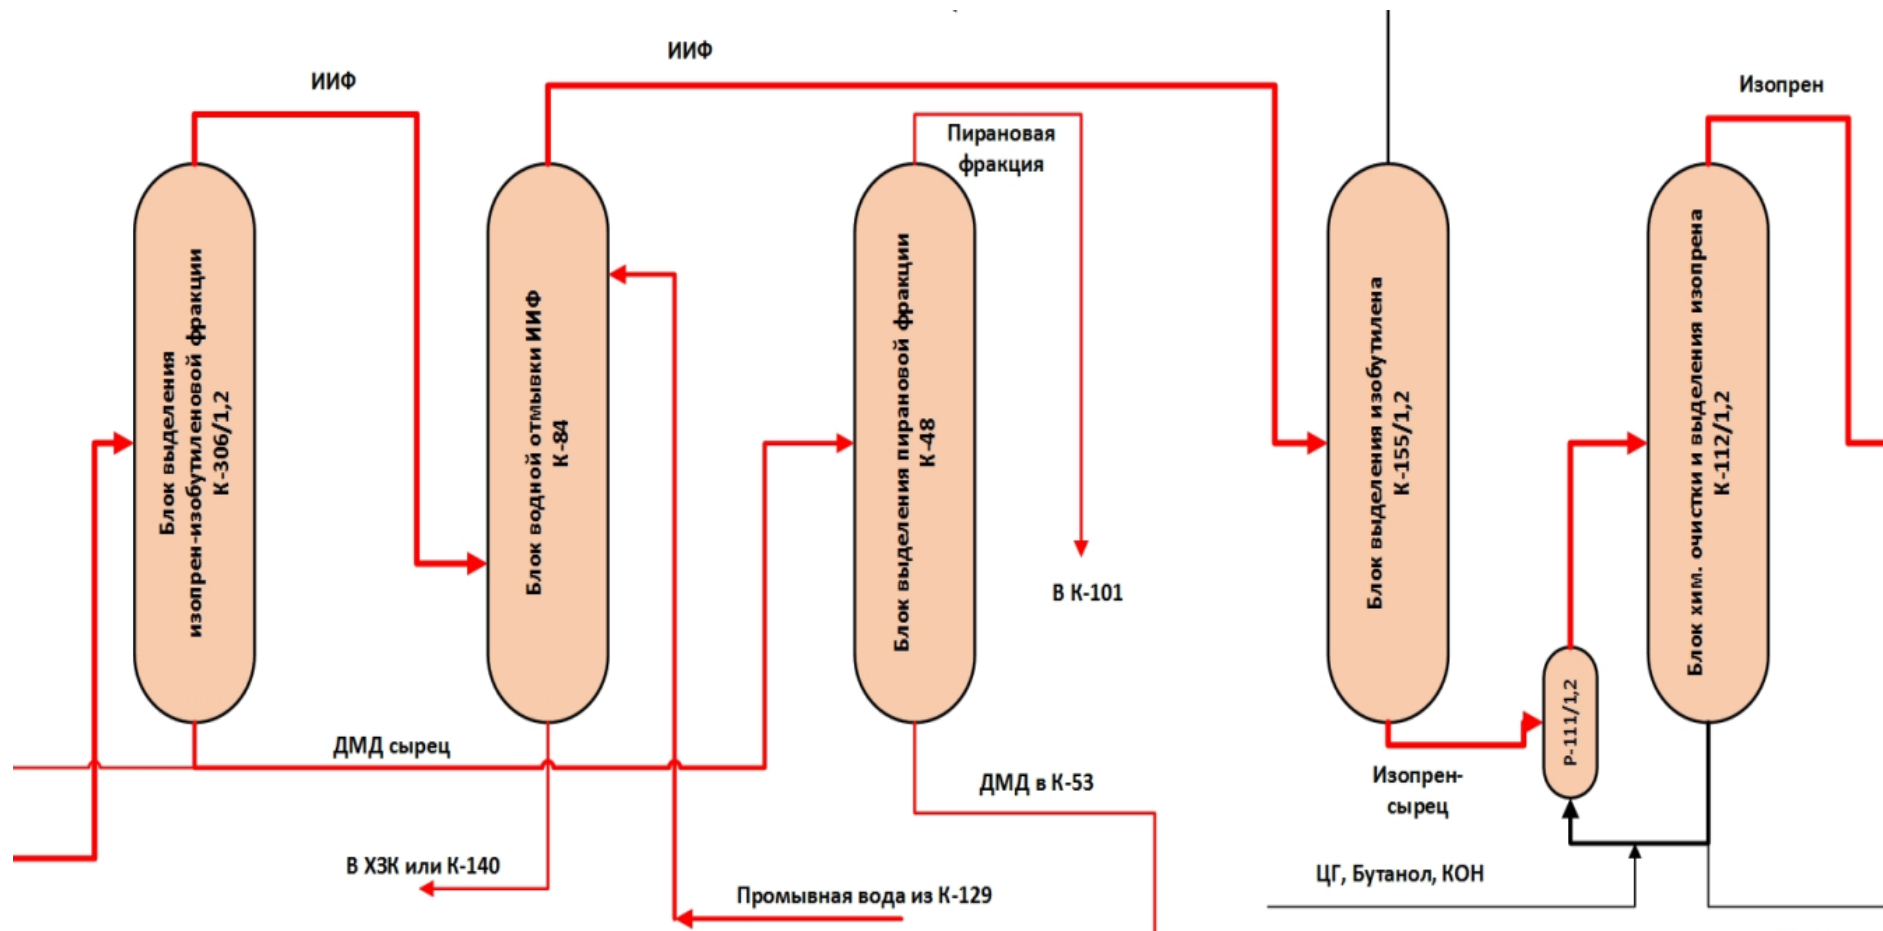 ИИФ
ИИФ
Изопрен
Пирановая
фракция
Блок выделения
изопрен-изобутиленовой фракции
К-306/1,2
Блок водной отмывки ИИФ
К-84
Блок выделения пирановой фракции
К-48
Блок выделения изобутилена
К-155/1,2
Блок хим. очистки и выделения изопрена
К-112/1,2
В К-101
Р-111/1,2
ДМД сырец
ДМД в К-53
Изопрен-
сырец
В ХЗК или К-140
Промывная вода из К-129
ЦГ, Бутанол, КОН